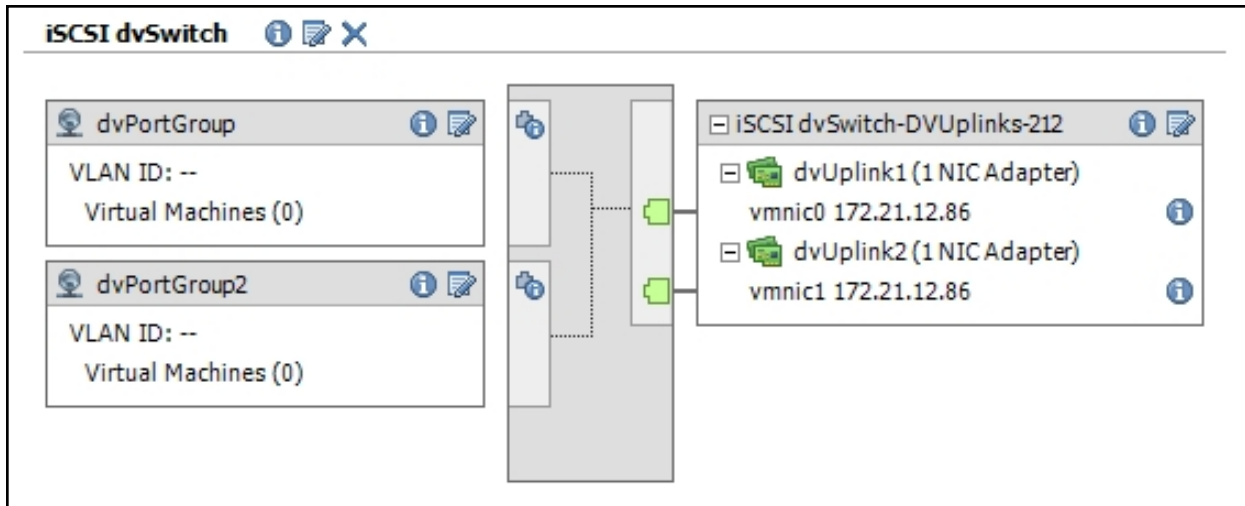 iSCSI dvSwitch
dvPortGroup
VLAN ID: --
Virtual Machines (0)
dvPortGroup2
VLAN ID: --
Virtual Machines (0)
iSCSI dvSwitch-DVUplinks-212
dvUplink1 (1 NIC Adapter)
vmnic0 172.21.12.86
dvUplink2 (1 NIC Adapter)
vmnic1 172.21.12.86